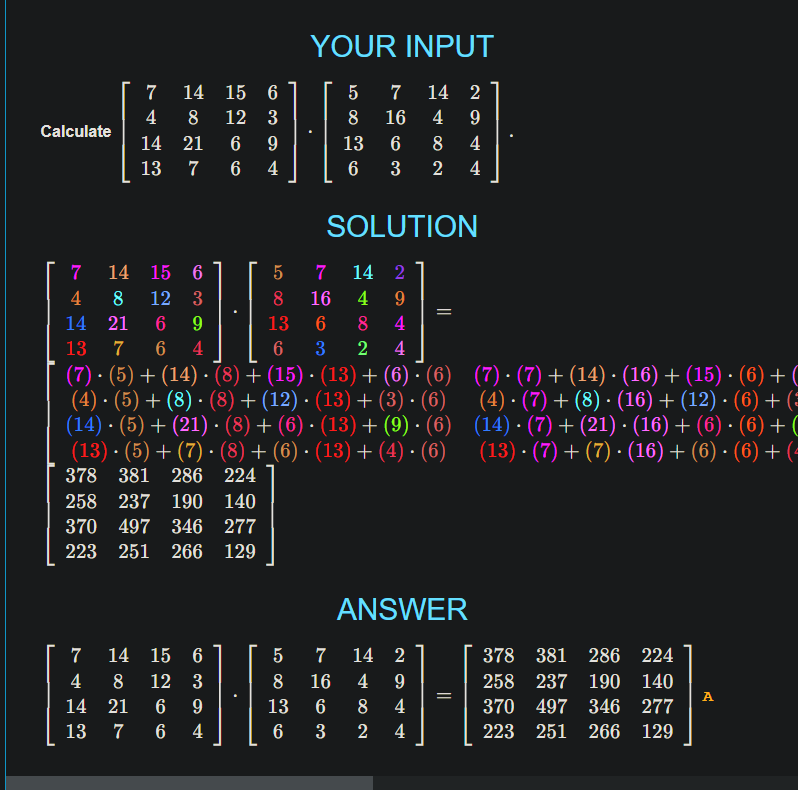 YOUR INPUT
Calculate [ 7 14 15 6 ] · [ 5 7 14 2 ] .
4 8 12 3 8 16 4 9
14 21 6 9 13 6 8 4
13 7 6 4 6 3 2 4
SOLUTION
7 14 15 6 5 7 14 2
4 8 12 3 · 8 16 4 9 =
14 21 6 9 13 6 8 4
13 7 6 4 6 3 2 4
(7) · (5) + (14) · (8) + (15) · (13) + (6) · (6) (7) · (7) + (14) · (16) + (15) · (6) + (
(4) · (5) + (8) · (8) + (12) · (13) + (3) · (6) (4) · (7) + (8) · (16) + (12) · (6) + (3
(14) · (5) + (21) · (8) + (6) · (13) + (9) · (6) (14) · (7) + (21) · (16) + (6) · (6) + (
(13) · (5) + (7) · (8) + (6) · (13) + (4) · (6) (13) · (7) + (7) · (16) + (6) · (6) + (4
378 381 286 224
258 237 190 140
370 497 346 277
223 251 266 129
ANSWER
7 14 15 6 5 7 14 2 378 381 286 224
4 8 12 3 · 8 16 4 9 = 258 237 190 140 A
14 21 6 9 13 6 8 4 370 497 346 277
13 7 6 4 6 3 2 4 223 251 266 129